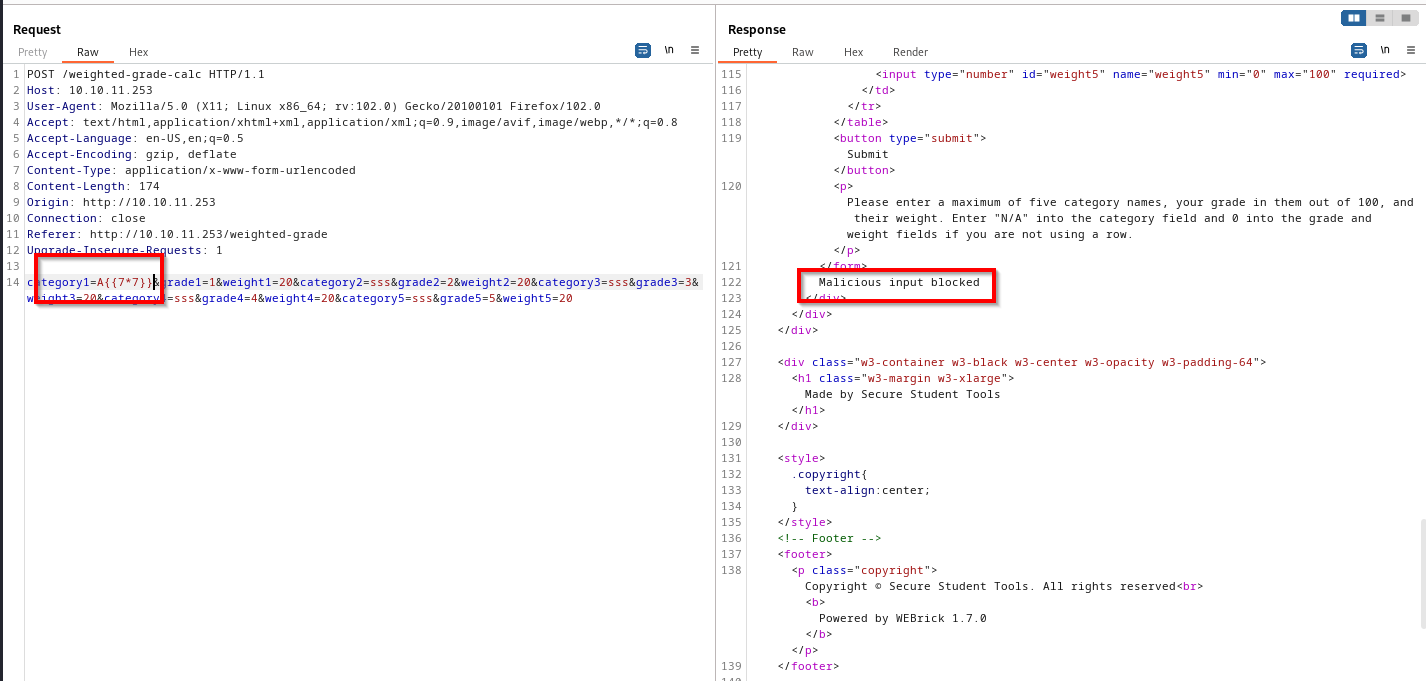 Request
Pretty Raw Hex
\n
1 POST /weighted-grade-calc HTTP/1.1
2 Host: 10.10.11.253
3 User-Agent: Mozilla/5.0 (X11; Linux x86_64; rv:102.0) Gecko/20100101 Firefox/102.0
4 Accept: text/html,application/xhtml+xml,application/xml;q=0.9,image/avif,image/webp,*/*;q=0.8
5 Accept-Language: en-US,en;q=0.5
6 Accept-Encoding: gzip, deflate
7 Content-Type: application/x-www-form-urlencoded
8 Content-Length: 174
9 Origin: http://10.10.11.253
10 Connection: close
11 Referer: http://10.10.11.253/weighted-grade
12 Upgrade-Insecure-Requests: 1
13
14 category1=A{{7*7}}&grade1=1&weight1=20&category2=sss&grade2=2&weight2=20&category3=sss&grade3=3&
weight3=20&category4=sss&grade4=4&weight4=20&category5=sss&grade5=5&weight5=20
Response
Pretty Raw Hex Render
\n
115 <input type="number" id="weight5" name="weight5" min="0" max="100" required>
116 </td>
117 </tr>
118 </table>
119 <button type="submit">
Submit
</button>
120 <p>
Please enter a maximum of five category names, your grade in them out of 100, and
their weight. Enter "N/A" into the category field and 0 into the grade and
weight fields if you are not using a row.
</p>
121 </form>
122 Malicious input blocked
123 </div>
124 </div>
125 </div>
126
127 <div class="w3-container w3-black w3-center w3-opacity w3-padding-64">
128 <h1 class="w3-margin w3-xlarge">
Made by Secure Student Tools
</h1>
129 </div>
130
131 <style>
132 .copyright{
133 text-align:center;
134 }
135 </style>
136 <!-- Footer -->
137 <footer>
138 <p class="copyright">
Copyright © Secure Student Tools. All rights reserved<br>
<b>
Powered by WEBrick 1.7.0
</b>
</p>
139 </footer>